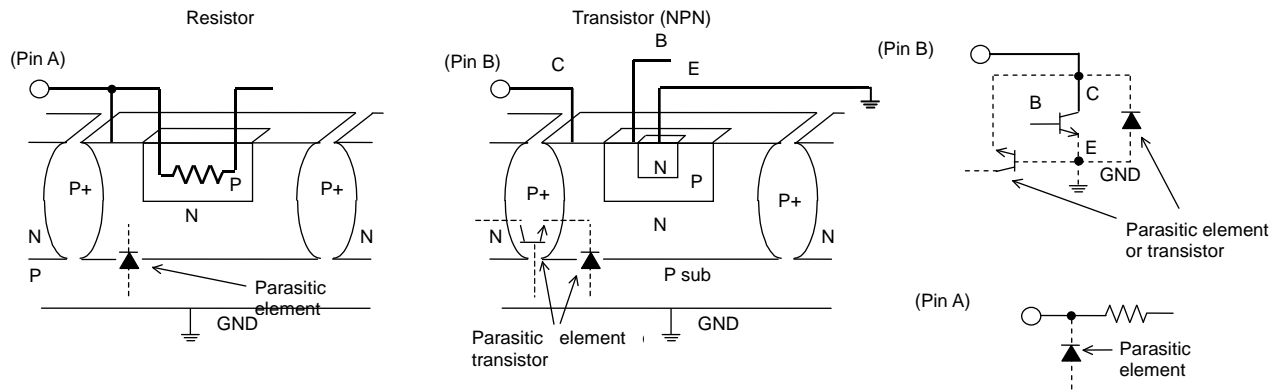 Resistor
(Pin A)
P+
P
N
P+
N
N
P
Parasitic
element
GND
Transistor (NPN)
B
(Pin B)
C
E
N
P
P+
P+
N
N
N
P sub
GND
Parasitic element
transistor
(Pin B)
B
C
E
GND
Parasitic element
or transistor
(Pin A)
Parasitic
element